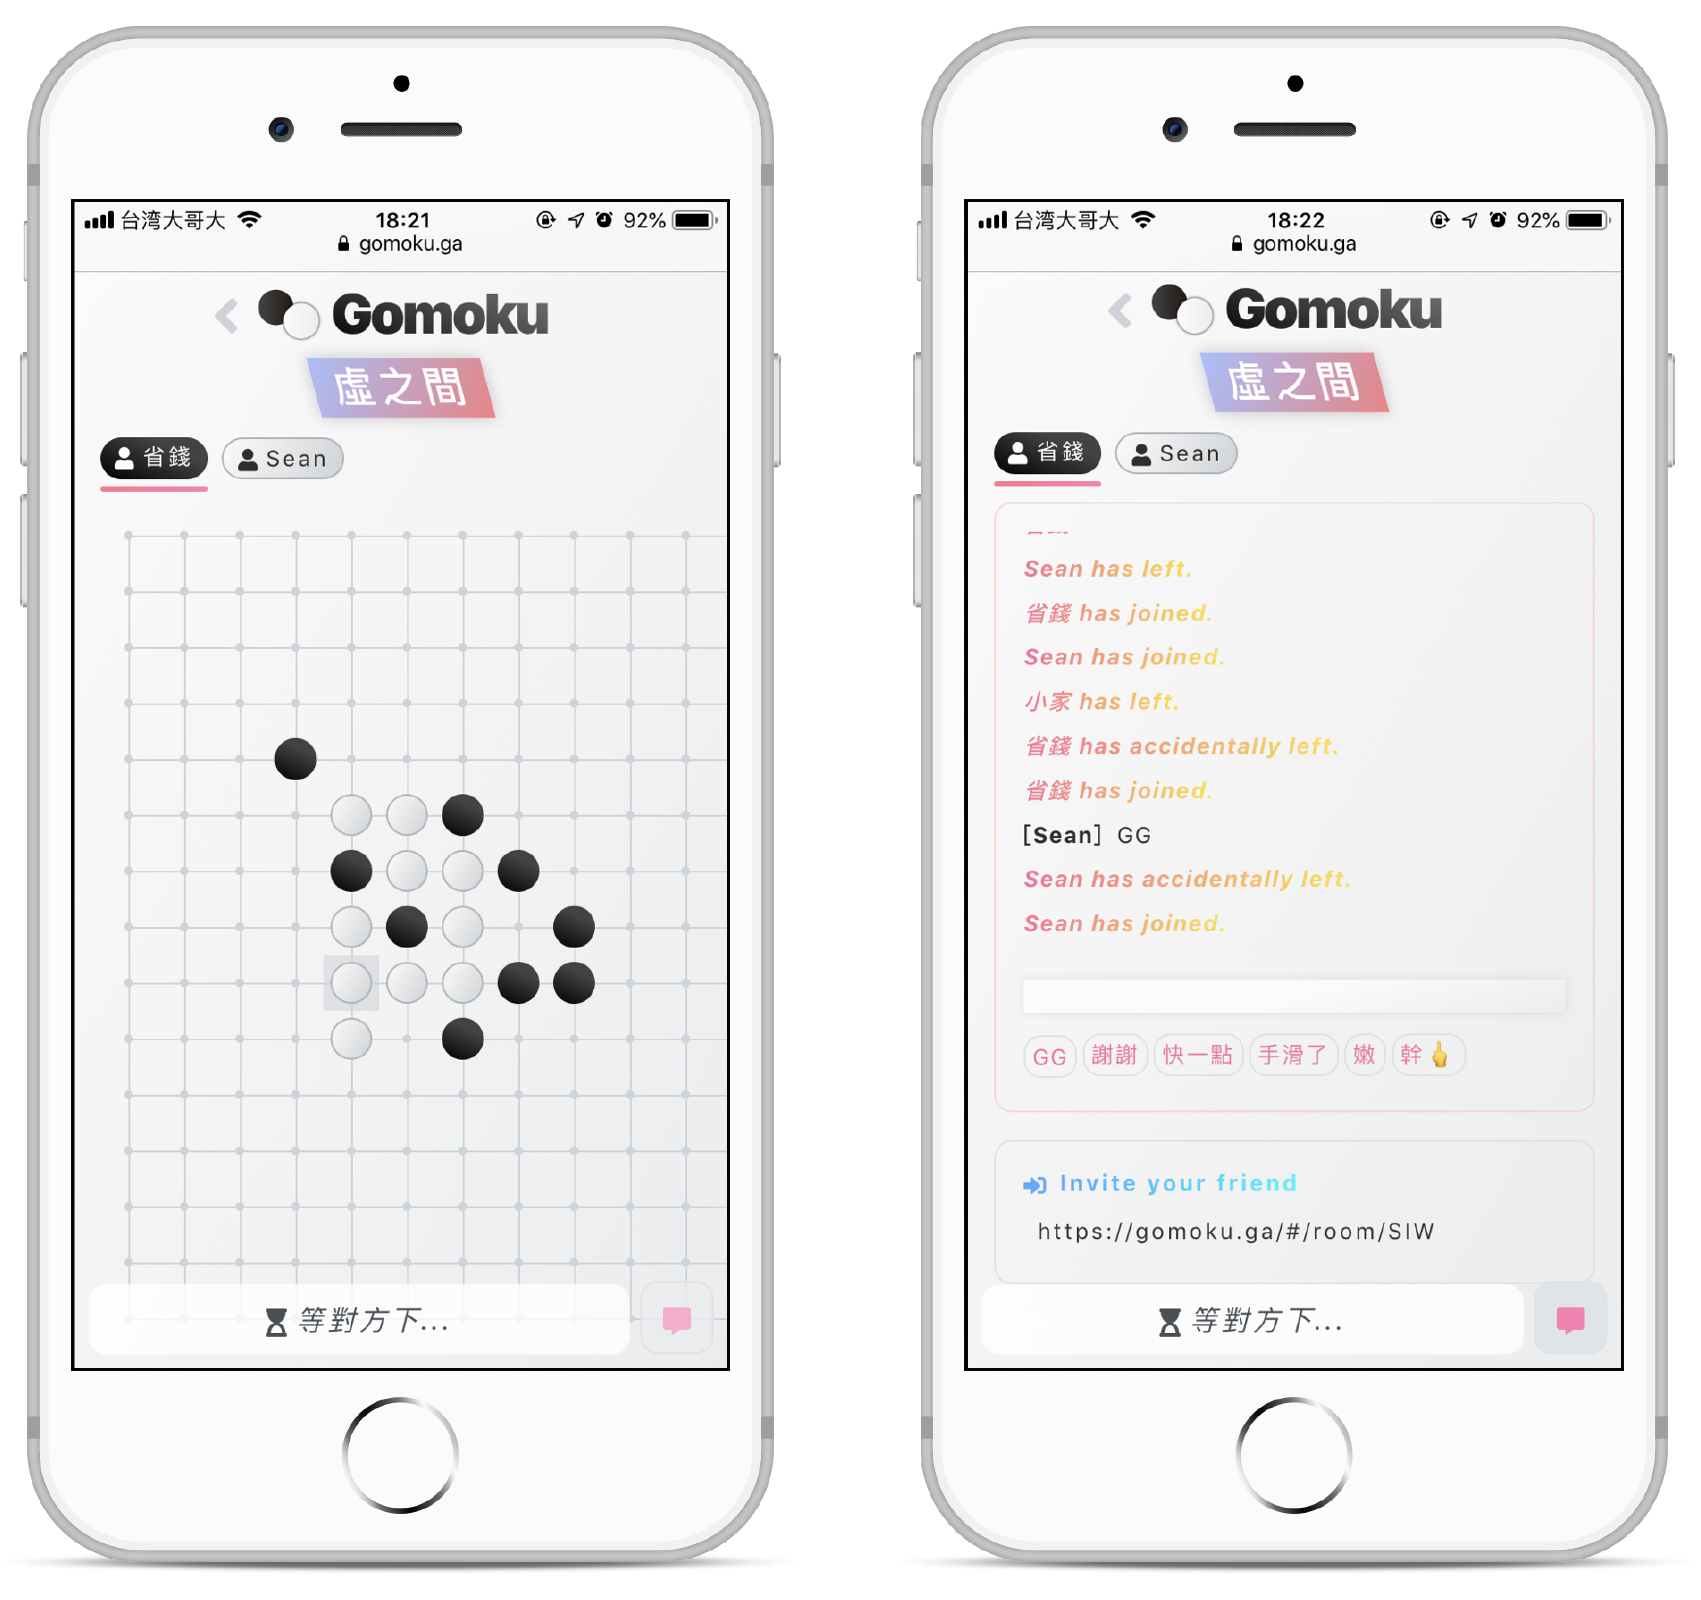 台湾大哥大 18:21 92%
gomoku.ga
Gomoku
虛之間
省錢 Sean
等對方下...
台湾大哥大 18:22 92%
gomoku.ga
Gomoku
虛之間
省錢 Sean
Sean has left.
省錢 has joined.
Sean has joined.
小家 has left.
省錢 has accidentally left.
省錢 has joined.
[Sean] GG
Sean has accidentally left.
Sean has joined.
GG 謝謝 快一點 手滑了 嫩 幹🖕
Invite your friend
https://gomoku.ga/#/room/SIW
等對方下...